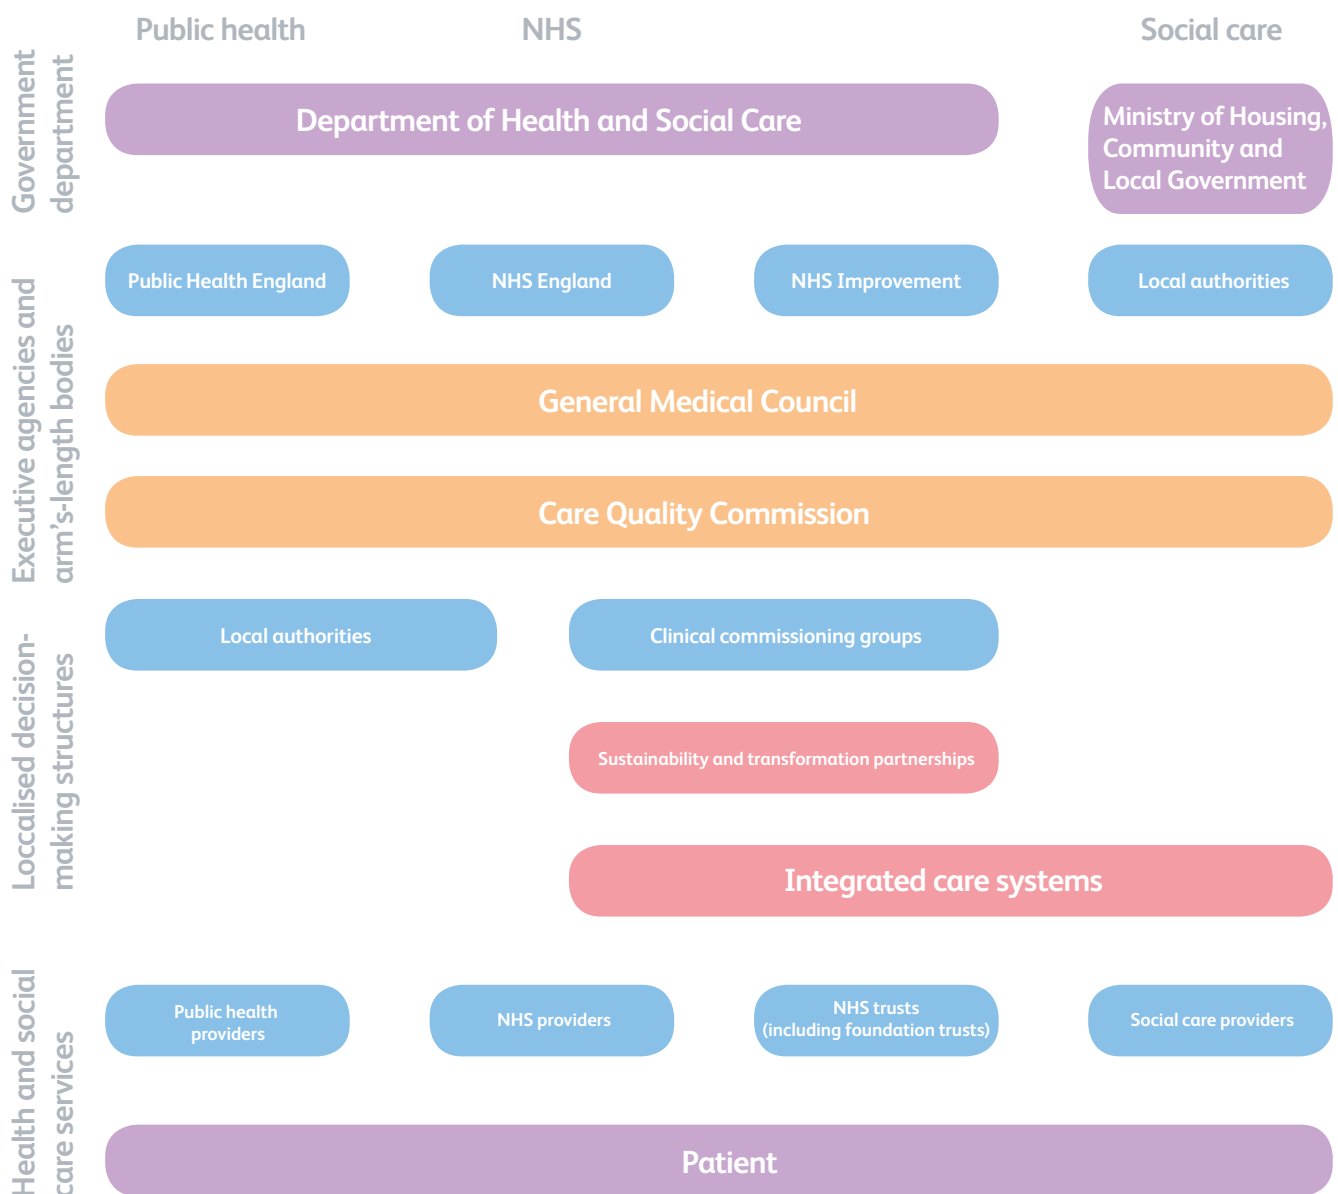 Public health
NHS
Social care
Government
department
Department of Health and Social Care
Ministry of Housing,
Community and
Local Government
Executive agencies and
arm's-length bodies
Public Health England
NHS England
NHS Improvement
Local authorities
General Medical Council
Care Quality Commission
Loccalised decision-
making structures
Local authorities
Clinical commissioning groups
Sustainability and transformation partnerships
Integrated care systems
Health and social
care services
Public health
providers
NHS providers
NHS trusts
(including foundation trusts)
Social care providers
Patient